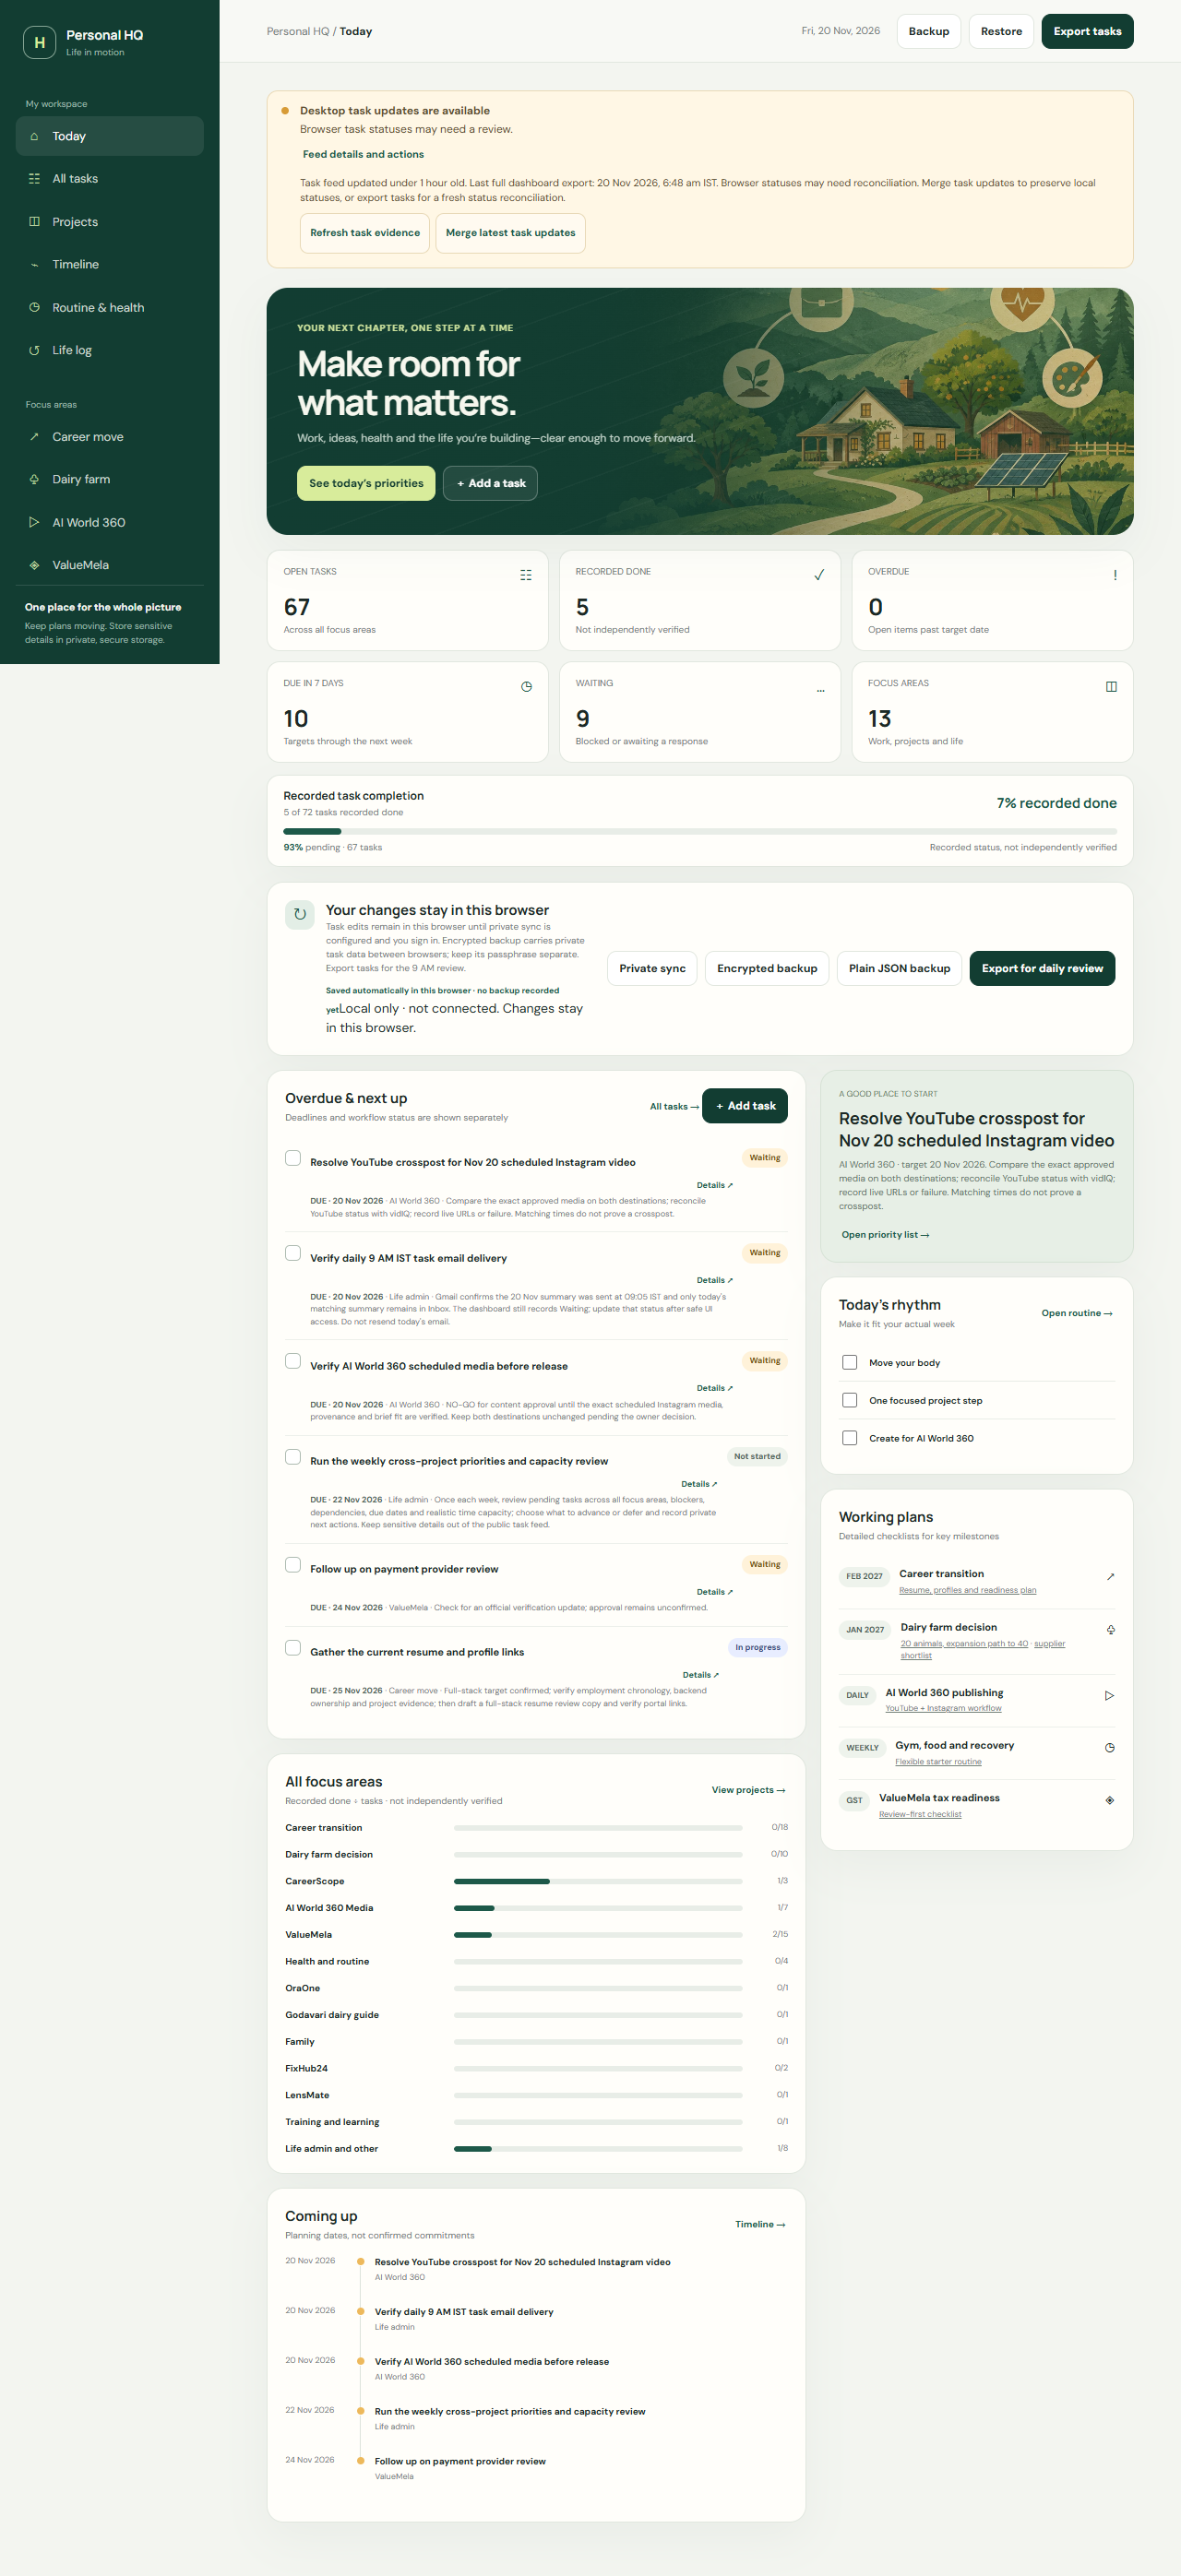 H
Personal HQ
Life in motion
My workspace
Today
All tasks
Projects
Timeline
Routine & health
Life log
Focus areas
Career move
Dairy farm
AI World 360
ValueMela
One place for the whole picture
Keep plans moving. Store sensitive
details in private, secure storage.
Personal HQ / Today
Fri, 20 Nov, 2026
Backup
Restore
Export tasks
Desktop task updates are available
Browser task statuses may need a review.
Feed details and actions
Task feed updated under 1 hour old. Last full dashboard export: 20 Nov 2026, 6:48 am IST. Browser statuses may need reconciliation. Merge task updates to preserve local
statuses, or export tasks for a fresh status reconciliation.
Refresh task evidence
Merge latest task updates
YOUR NEXT CHAPTER, ONE STEP AT A TIME
Make room for
what matters.
Work, ideas, health and the life you're building—clear enough to move forward.
See today's priorities
+ Add a task
OPEN TASKS
67
Across all focus areas
RECORDED DONE
✓
5
Not independently verified
OVERDUE
!
0
Open items past target date
DUE IN 7 DAYS
10
Targets through the next week
WAITING
…
9
Blocked or awaiting a response
FOCUS AREAS
13
Work, projects and life
Recorded task completion
5 of 72 tasks recorded done
7% recorded done
93% pending · 67 tasks
Recorded status, not independently verified
Your changes stay in this browser
Task edits remain in this browser until private sync is
configured and you sign in. Encrypted backup carries private
task data between browsers; keep its passphrase separate.
Export tasks for the 9 AM review.
Saved automatically in this browser · no backup recorded
yetLocal only · not connected. Changes stay
in this browser.
Private sync
Encrypted backup
Plain JSON backup
Export for daily review
Overdue & next up
Deadlines and workflow status are shown separately
All tasks →
+ Add task
Resolve YouTube crosspost for Nov 20 scheduled Instagram video
Waiting
Details ↗
DUE · 20 Nov 2026 · AI World 360 · Compare the exact approved media on both destinations; reconcile
YouTube status with vidIQ; record live URLs or failure. Matching times do not prove a crosspost.
Verify daily 9 AM IST task email delivery
Waiting
Details ↗
DUE · 20 Nov 2026 · Life admin · Gmail confirms the 20 Nov summary was sent at 09:05 IST and only today's
matching summary remains in Inbox. The dashboard still records Waiting; update that status after safe UI
access. Do not resend today's email.
Verify AI World 360 scheduled media before release
Waiting
Details ↗
DUE · 20 Nov 2026 · AI World 360 · NO-GO for content approval until the exact scheduled Instagram media,
provenance and brief fit are verified. Keep both destinations unchanged pending the owner decision.
Run the weekly cross-project priorities and capacity review
Not started
Details ↗
DUE · 22 Nov 2026 · Life admin · Once each week, review pending tasks across all focus areas, blockers,
dependencies, due dates and realistic time capacity; choose what to advance or defer and record private
next actions. Keep sensitive details out of the public task feed.
Follow up on payment provider review
Waiting
Details ↗
DUE · 24 Nov 2026 · ValueMela · Check for an official verification update; approval remains unconfirmed.
Gather the current resume and profile links
In progress
Details ↗
DUE · 25 Nov 2026 · Career move · Full-stack target confirmed; verify employment chronology, backend
ownership and project evidence; then draft a full-stack resume review copy and verify portal links.
A GOOD PLACE TO START
Resolve YouTube crosspost for
Nov 20 scheduled Instagram video
AI World 360 · target 20 Nov 2026. Compare the exact approved
media on both destinations; reconcile YouTube status with vidIQ;
record live URLs or failure. Matching times do not prove a
crosspost.
Open priority list →
Today's rhythm
Make it fit your actual week
Open routine →
Move your body
One focused project step
Create for AI World 360
Working plans
Detailed checklists for key milestones
FEB 2027
Career transition
Resume, profiles and readiness plan
JAN 2027
Dairy farm decision
20 animals, expansion path to 40 · supplier
shortlist
DAILY
AI World 360 publishing
YouTube + Instagram workflow
WEEKLY
Gym, food and recovery
Flexible starter routine
GST
ValueMela tax readiness
Review-first checklist
All focus areas
Recorded done ÷ tasks · not independently verified
View projects →
Career transition 0/18
Dairy farm decision 0/10
CareerScope 1/3
AI World 360 Media 1/7
ValueMela 2/15
Health and routine 0/4
OraOne 0/1
Godavari dairy guide 0/1
Family 0/1
FixHub24 0/2
LensMate 0/1
Training and learning 0/1
Life admin and other 1/8
Coming up
Planning dates, not confirmed commitments
Timeline →
20 Nov 2026
Resolve YouTube crosspost for Nov 20 scheduled Instagram video
AI World 360
20 Nov 2026
Verify daily 9 AM IST task email delivery
Life admin
20 Nov 2026
Verify AI World 360 scheduled media before release
AI World 360
22 Nov 2026
Run the weekly cross-project priorities and capacity review
Life admin
24 Nov 2026
Follow up on payment provider review
ValueMela